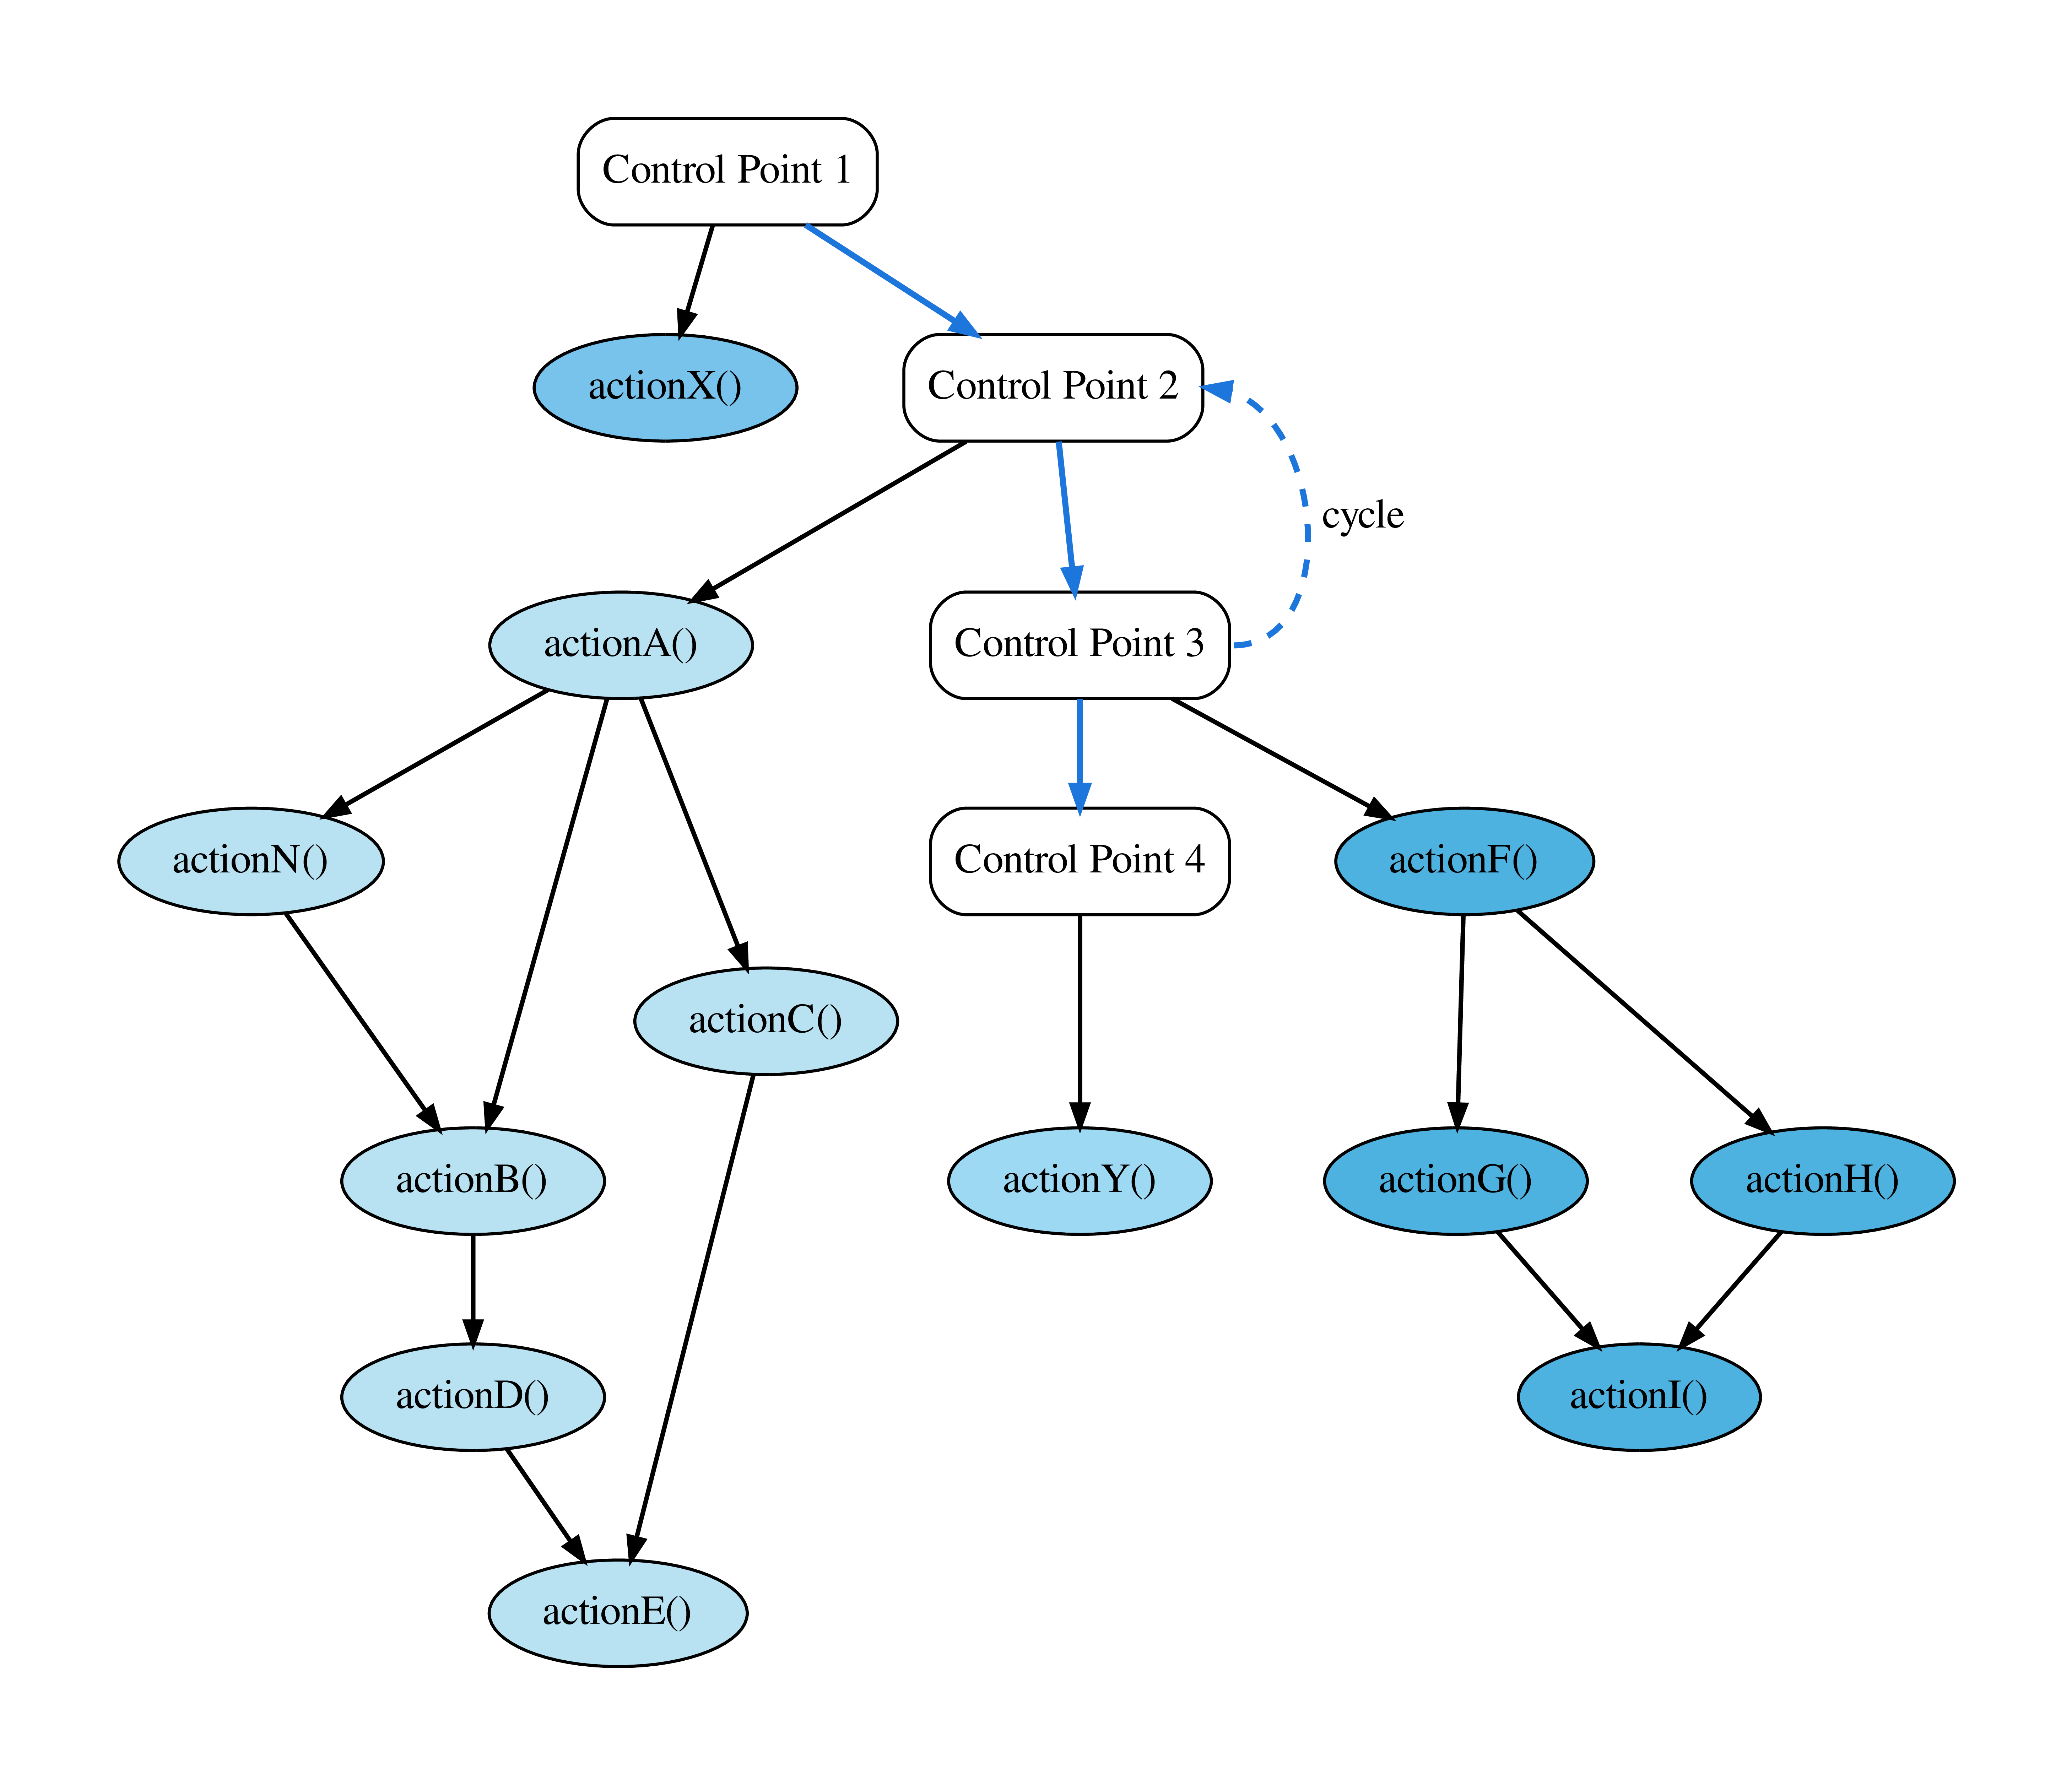 Control Point 1
actionX()
Control Point 2
cycle
actionA()
Control Point 3
actionN()
Control Point 4
actionF()
actionC()
actionB()
actionY()
actionG()
actionH()
actionD()
actionI()
actionE()